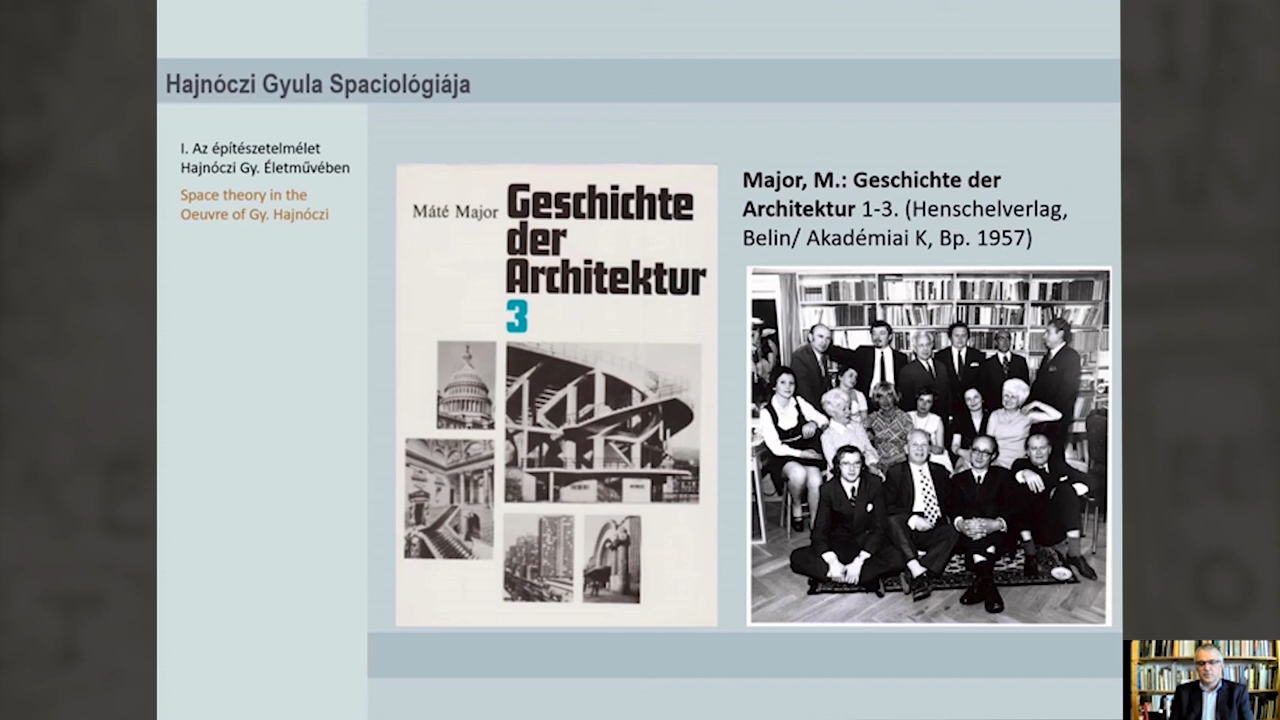 Hajnóczi Gyula Spaciológiája
I. Az építészetelmélet
Hajnóczi Gy. Életművében
Space theory in the
Oeuvre of Gy. Hajnóczi
Máté Major
Geschichte
der
Architektur
3
Major, M.: Geschichte der
Architektur 1-3. (Henschelverlag,
Belin/ Akadémiai K, Bp. 1957)